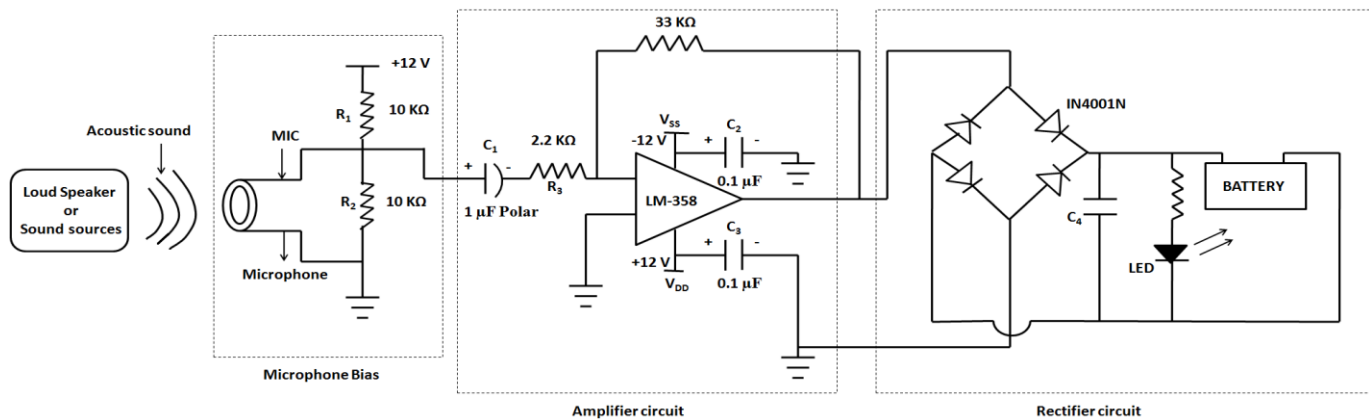 Acoustic sound
Loud Speaker
or
Sound sources
+12 V
R₁
10 KΩ
MIC
R₂
10 KΩ
Microphone
Microphone Bias
33 KΩ
C₁
+
-
1 µF Polar
2.2 KΩ
R₃
V_SS
-12 V
+
C₂
-
0.1 µF
LM-358
+12 V
V_DD
+
C₃
-
0.1 µF
Amplifier circuit
IN4001N
C₄
LED
BATTERY
Rectifier circuit